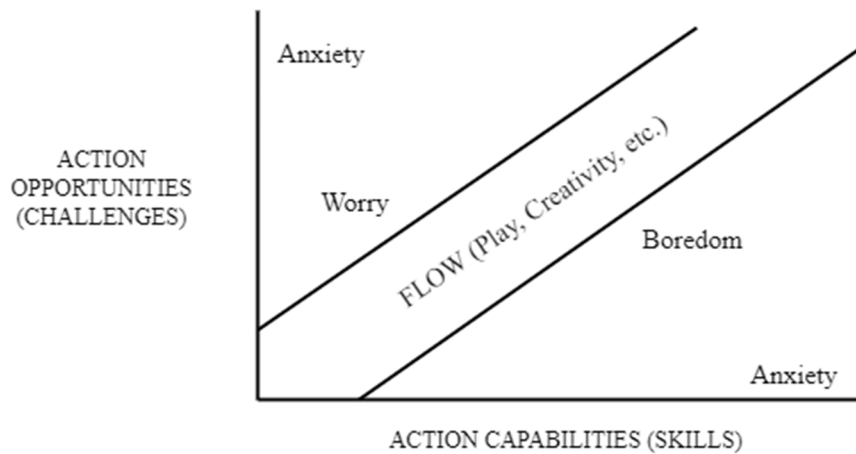 Anxiety
ACTION
OPPORTUNITIES
(CHALLENGES)
Worry
FLOW (Play, Creativity, etc.)
Boredom
Anxiety
ACTION CAPABILITIES (SKILLS)